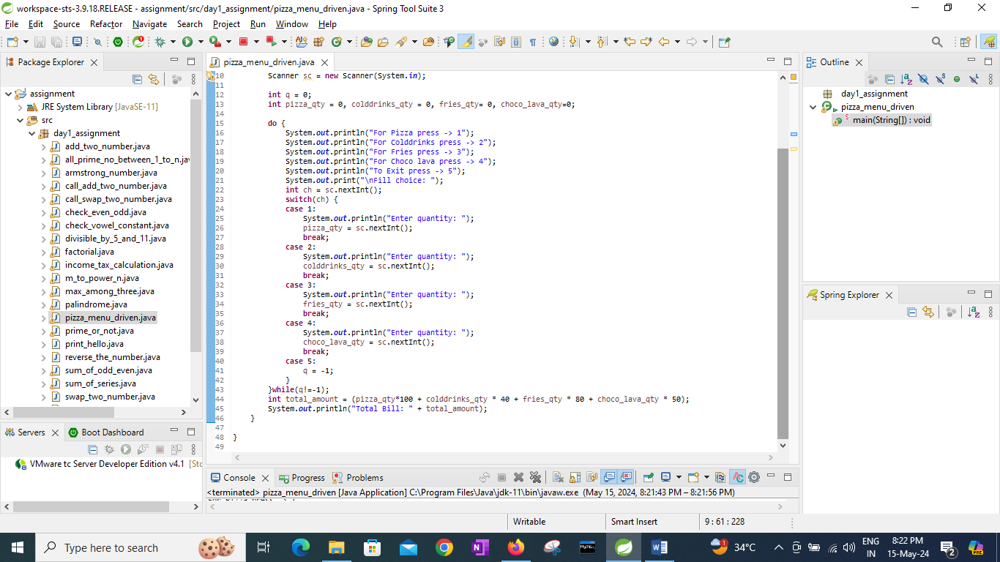 workspace-sts-3.9.18.RELEASE - assignment/src/day1_assignment/pizza_menu_driven.java - Spring Tool Suite 3
File Edit Source Refactor Navigate Search Project Run Window Help
Package Explorer
assignment
JRE System Library [JavaSE-11]
src
day1_assignment
add_two_number.java
all_prime_no_between_1_to_n.jav
armstrong_number.java
call_add_two_number.java
call_swap_two_number.java
check_even_odd.java
check_vowel_constant.java
divisible_by_5_and_11.java
factorial.java
income_tax_calculation.java
m_to_power_n.java
max_among_three.java
palindrome.java
pizza_menu_driven.java
prime_or_not.java
print_hello.java
reverse_the_number.java
sum_of_odd_even.java
sum_of_series.java
swap_two_number.java
Servers Boot Dashboard
VMware tc Server Developer Edition v4.1 [Sto
pizza_menu_driven.java
10 Scanner sc = new Scanner(System.in);
11
12 int q = 0;
13 int pizza_qty = 0, colddrinks_qty = 0, fries_qty= 0, choco_lava_qty=0;
14
15 do {
16 System.out.println("For Pizza press -> 1");
17 System.out.println("For Colddrinks press -> 2");
18 System.out.println("For Fries press -> 3");
19 System.out.println("For Choco lava press -> 4");
20 System.out.println("To Exit press -> 5");
21 System.out.print("\nFill choice: ");
22 int ch = sc.nextInt();
23 switch(ch) {
24 case 1:
25 System.out.println("Enter quantity: ");
26 pizza_qty = sc.nextInt();
27 break;
28 case 2:
29 System.out.println("Enter quantity: ");
30 colddrinks_qty = sc.nextInt();
31 break;
32 case 3:
33 System.out.println("Enter quantity: ");
34 fries_qty = sc.nextInt();
35 break;
36 case 4:
37 System.out.println("Enter quantity: ");
38 choco_lava_qty = sc.nextInt();
39 break;
40 case 5:
41 q = -1;
42 }
43 }while(q!=-1);
44 int total_amount = (pizza_qty*100 + colddrinks_qty * 40 + fries_qty * 80 + choco_lava_qty * 50);
45 System.out.println("Total Bill: " + total_amount);
46 }
47
48 }
49
Console Progress Problems
<terminated> pizza_menu_driven [Java Application] C:\Program Files\Java\jdk-11\bin\javaw.exe (May 15, 2024, 8:21:43 PM – 8:21:56 PM)
Outline
day1_assignment
pizza_menu_driven
main(String[]) : void
Spring Explorer
Writable Smart Insert 9 : 61 : 228
Type here to search
34°C
ENG
IN
8:22 PM
15-May-24
2